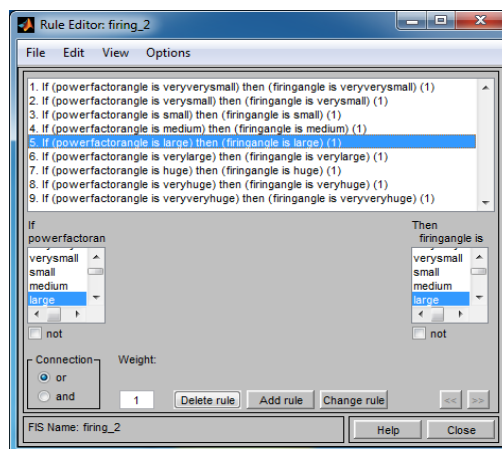 Rule Editor: firing_2
File Edit View Options
1. If (powerfactorangle is veryverysmall) then (firingangle is veryverysmall) (1)
2. If (powerfactorangle is verysmall) then (firingangle is verysmall) (1)
3. If (powerfactorangle is small) then (firingangle is small) (1)
4. If (powerfactorangle is medium) then (firingangle is medium) (1)
5. If (powerfactorangle is large) then (firingangle is large) (1)
6. If (powerfactorangle is verylarge) then (firingangle is verylarge) (1)
7. If (powerfactorangle is huge) then (firingangle is huge) (1)
8. If (powerfactorangle is veryhuge) then (firingangle is veryhuge) (1)
9. If (powerfactorangle is veryveryhuge) then (firingangle is veryveryhuge) (1)
If
powerfactoran
verysmall
small
medium
large
not
Then
firingangle is
verysmall
small
medium
large
not
Connection
or
and
Weight:
1
Delete rule Add rule Change rule << >>
FIS Name: firing_2
Help Close